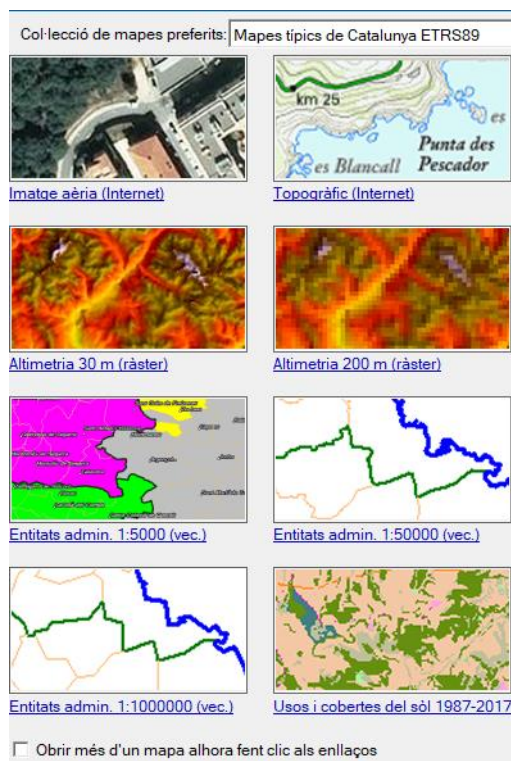 Col·lecció de mapes preferits: Mapes típics de Catalunya ETRS89
km 25
es
Punta des
Pescador
es Blancall
Imatge aèria (Internet)
Topogràfic (Internet)
Altimetria 30 m (ràster)
Altimetria 200 m (ràster)
Entitats admin. 1:5000 (vec.)
Entitats admin. 1:50000 (vec.)
Entitats admin. 1:1000000 (vec.)
Usos i cobertes del sòl 1987-2017
Obrir més d'un mapa alhora fent clic als enllaços